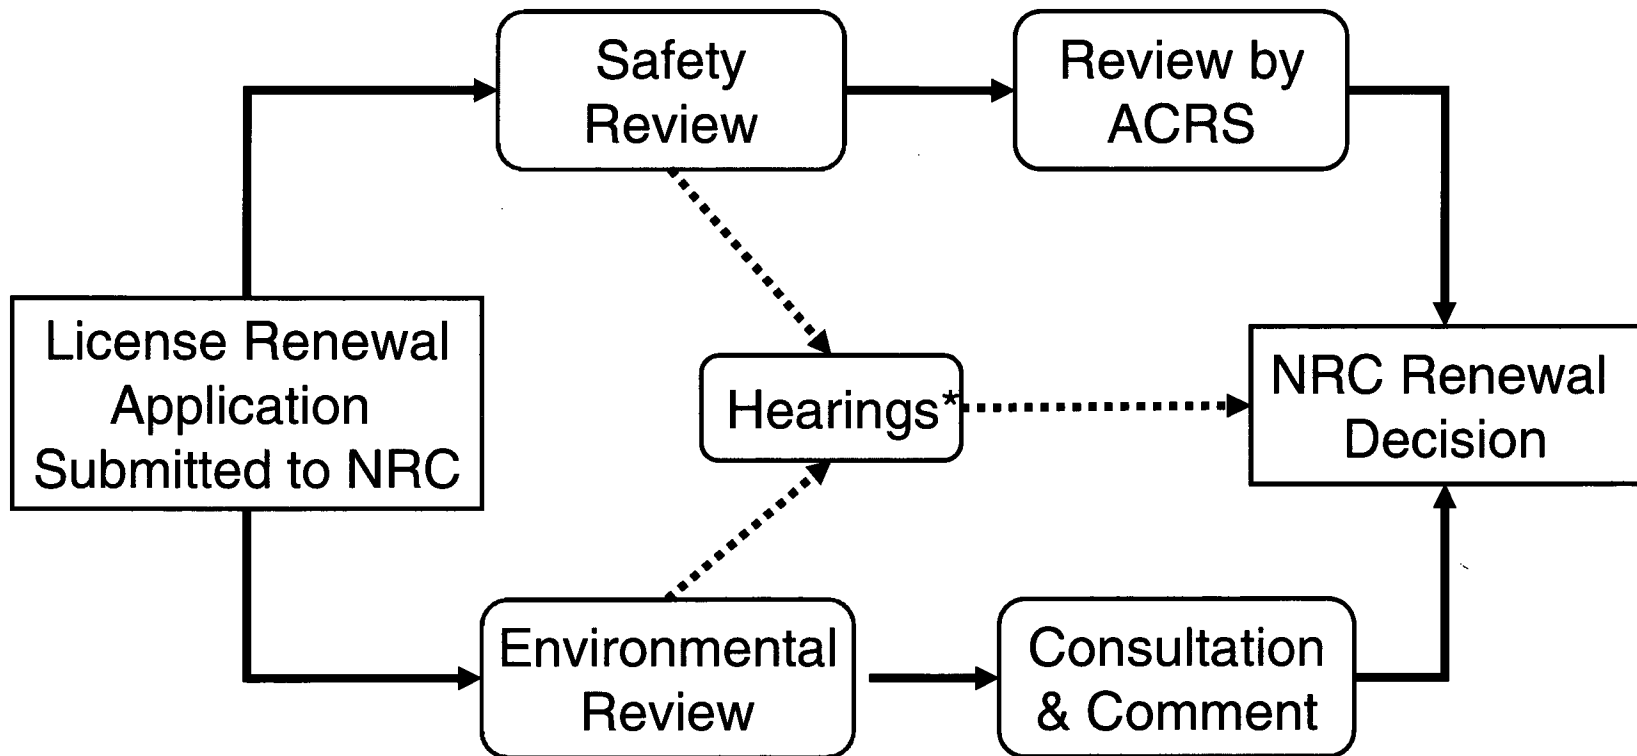 Safety
Review
Review by
ACRS
License Renewal
Application
Submitted to NRC
Hearings*
NRC Renewal
Decision
Environmental
Review
Consultation
& Comment